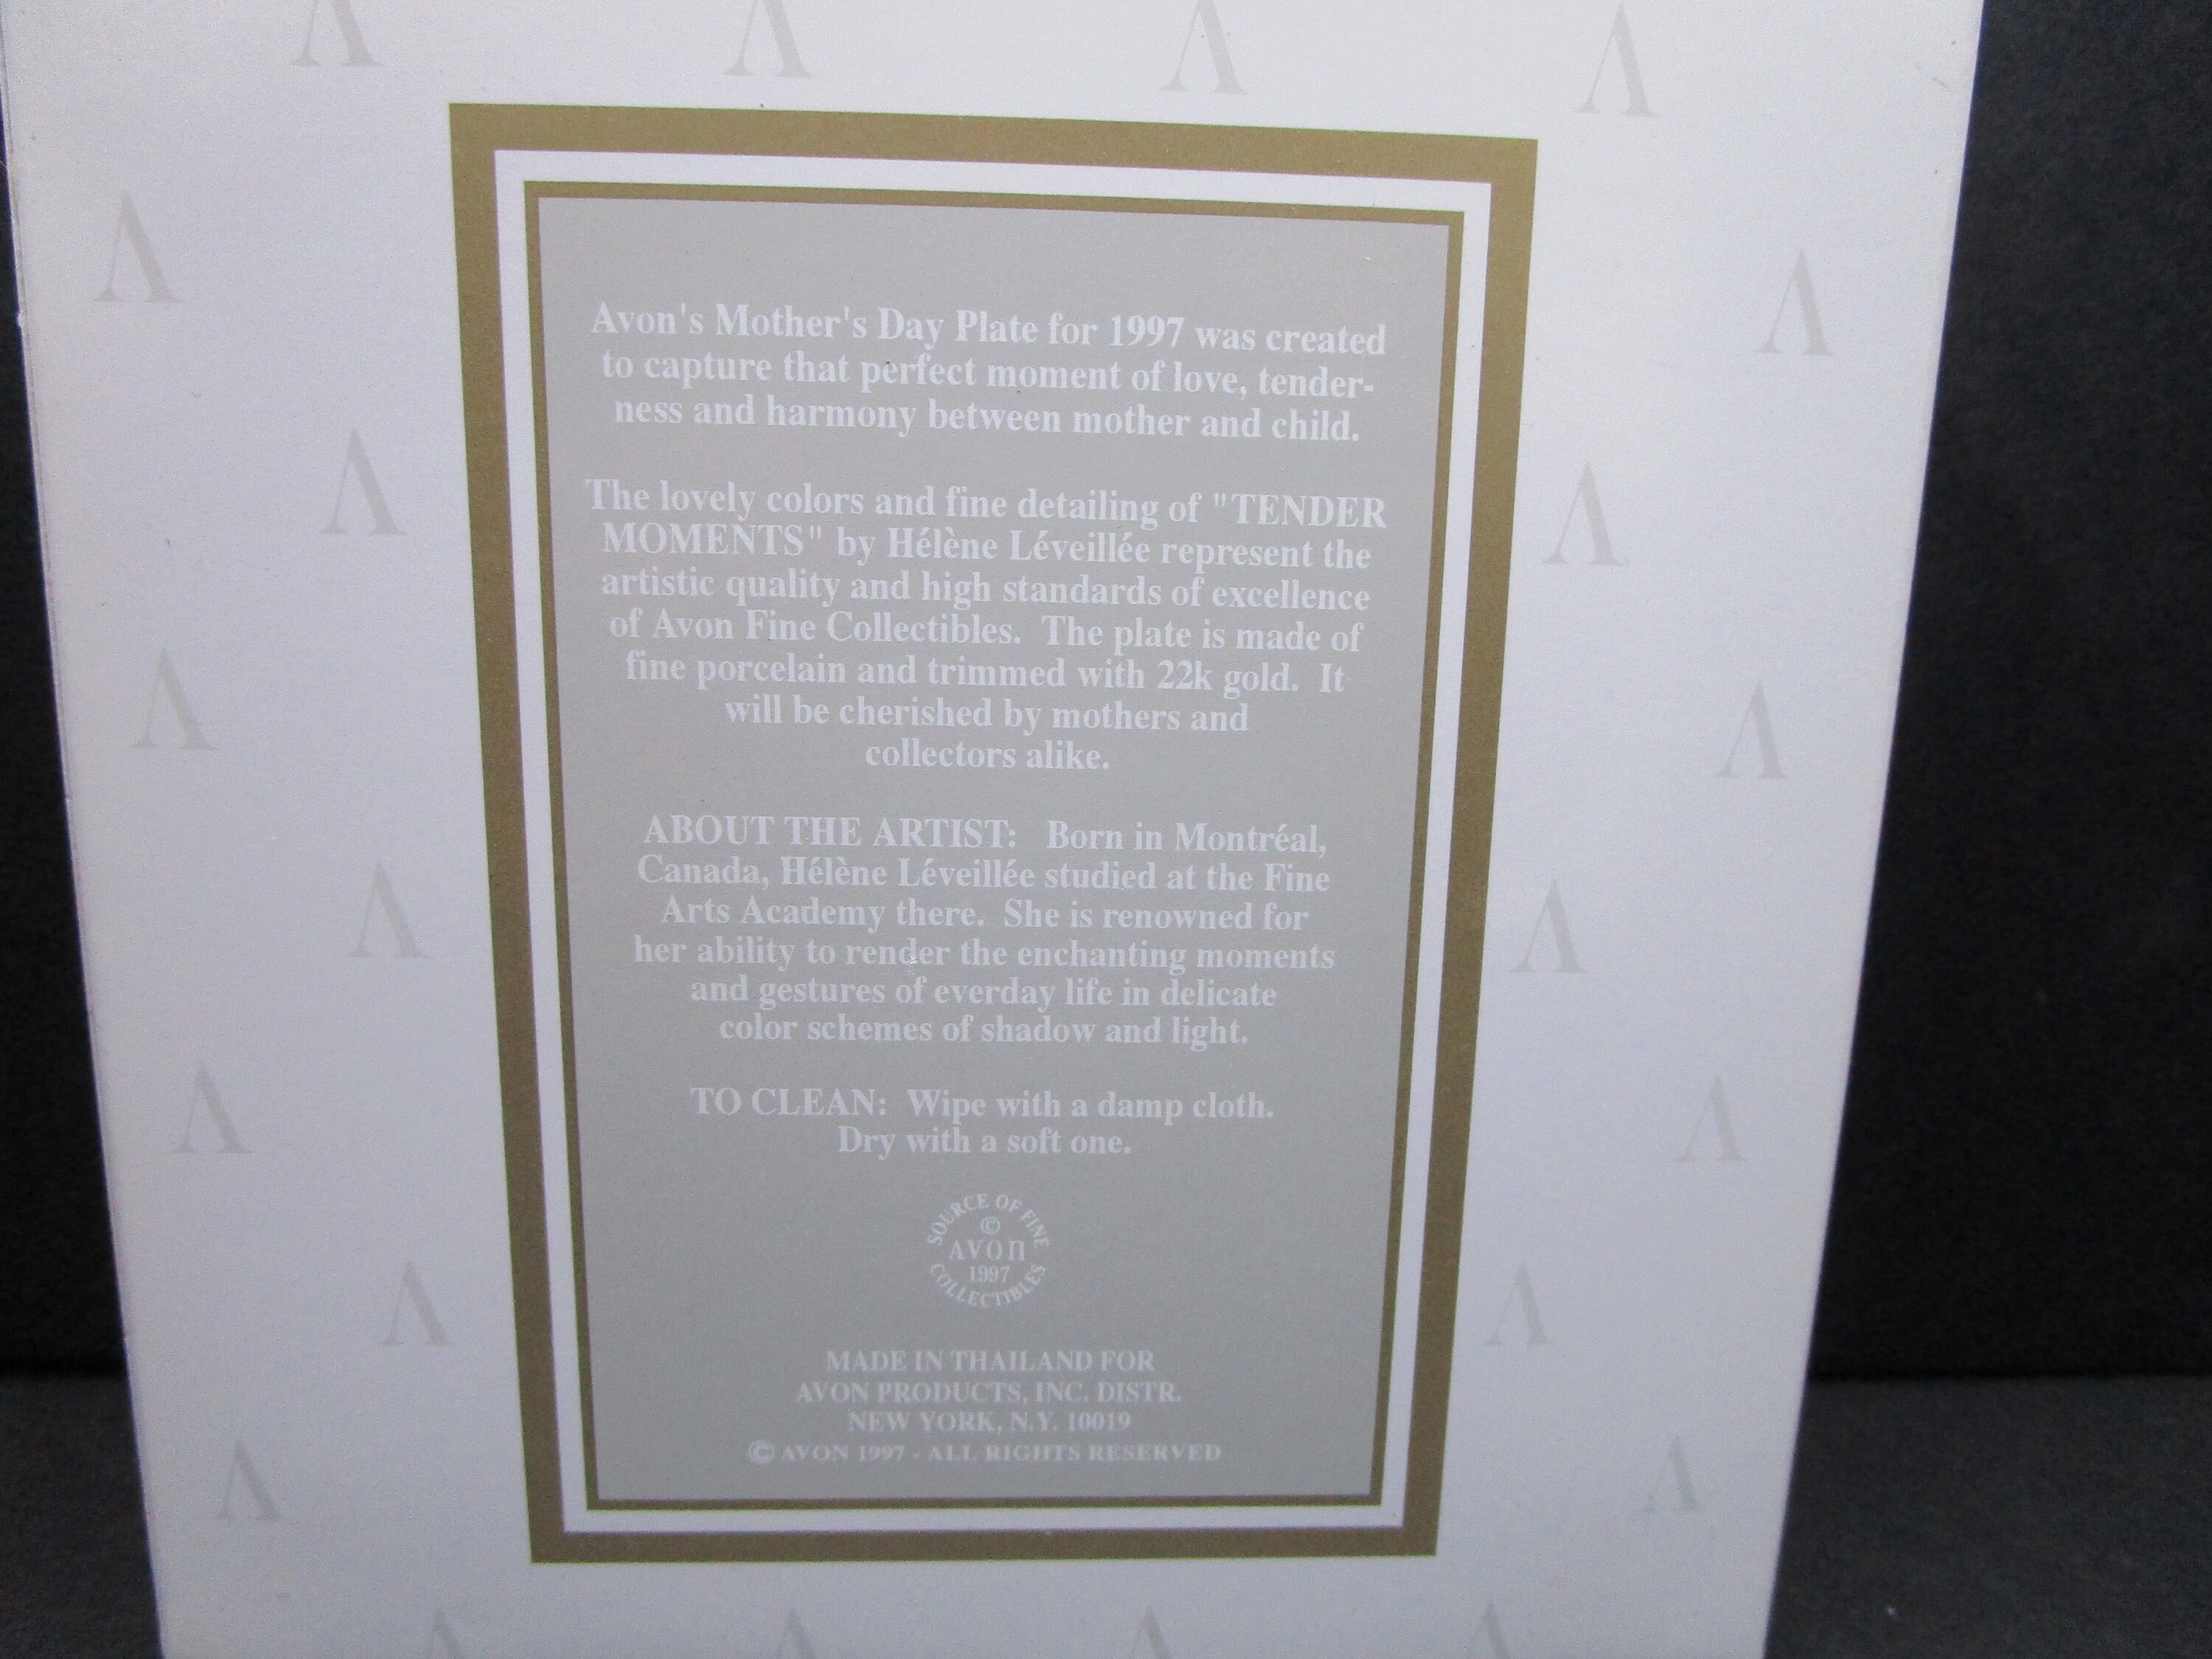 Avon's Mother's Day Plate for 1997 was created
to capture that perfect moment of love, tender-
ness and harmony between mother and child.
The lovely colors and fine detailing of "TENDER
MOMENTS" by Hélène Léveillée represent the
artistic quality and high standards of excellence
of Avon Fine Collectibles. The plate is made of
fine porcelain and trimmed with 22k gold. It
will be cherished by mothers and
collectors alike.
ABOUT THE ARTIST: Born in Montréal,
Canada, Hélène Léveillée studied at the Fine
Arts Academy there. She is renowned for
her ability to render the enchanting moments
and gestures of everday life in delicate
color schemes of shadow and light.
TO CLEAN: Wipe with a damp cloth.
Dry with a soft one.
SOURCE OF FINE
©
AVON
1997
COLLECTIBLES
MADE IN THAILAND FOR
AVON PRODUCTS, INC. DISTR.
NEW YORK, N.Y. 10019
© AVON 1997 - ALL RIGHTS RESERVED